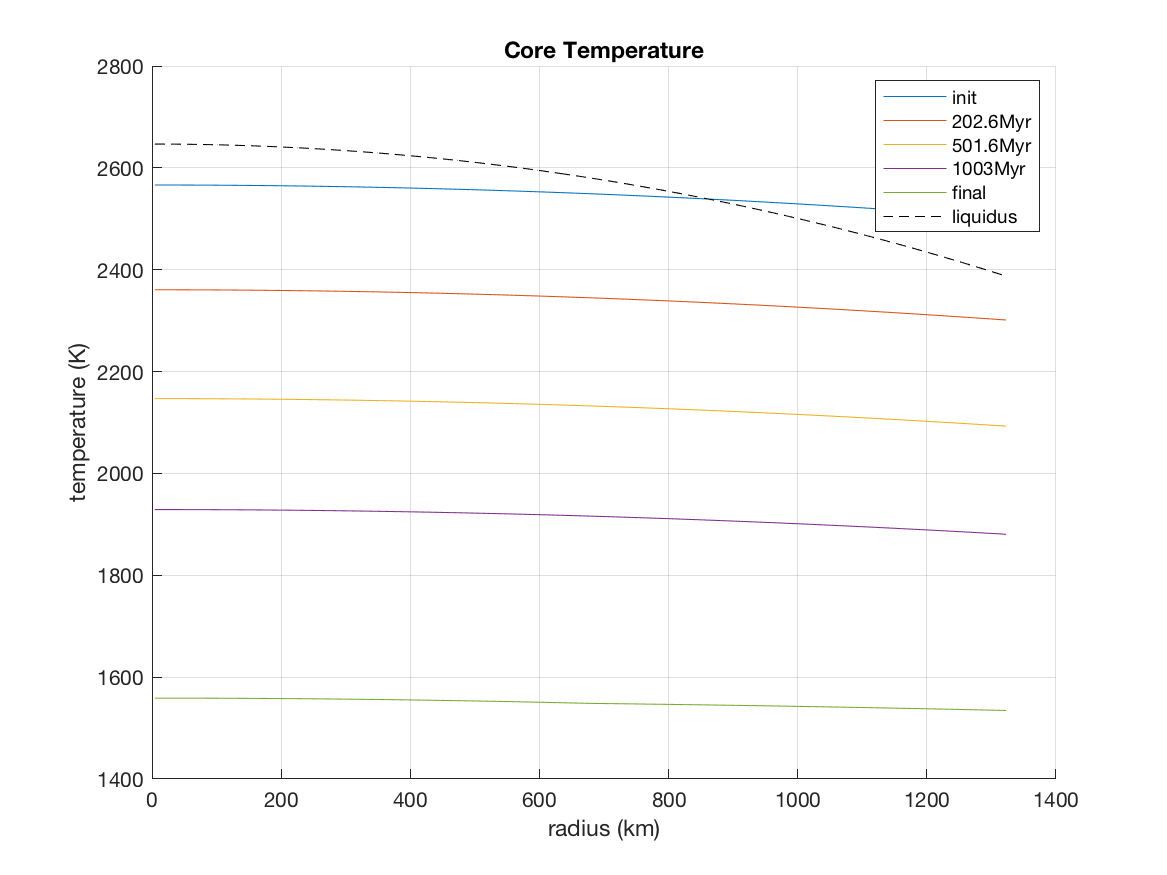 Core Temperature
2800
2600
2400
2200
2000
1800
1600
1400
temperature (K)
init
202.6Myr
501.6Myr
1003Myr
final
liquidus
0
200
400
600
800
1000
1200
1400
radius (km)